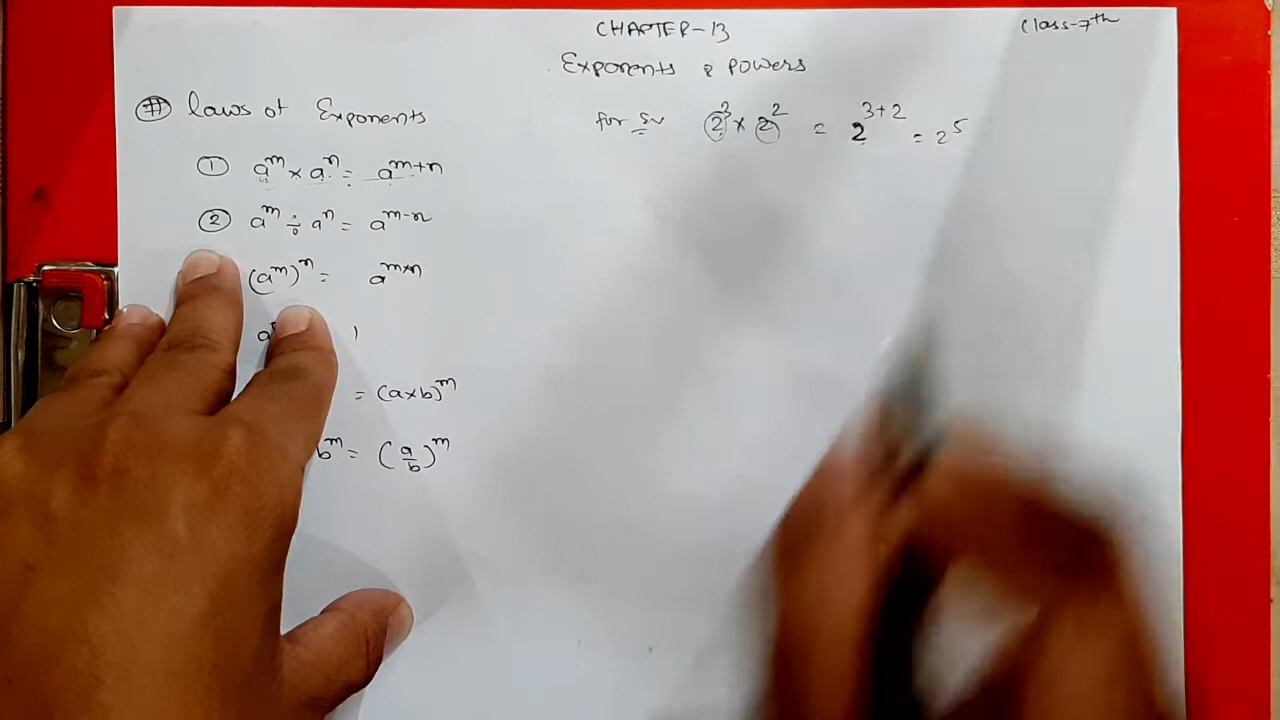 CHAPTER-13
Class-7th
Exponents & Powers
# laws of Exponents
for Ex 2³ × 2² = 2³⁺² = 2⁵
① aᵐ × aⁿ = aᵐ⁺ⁿ
② aᵐ ÷ aⁿ = aᵐ⁻ⁿ
(aᵐ)ⁿ = aᵐˣⁿ
a 1
= (a×b)ᵐ
bᵐ = (a/b)ᵐ